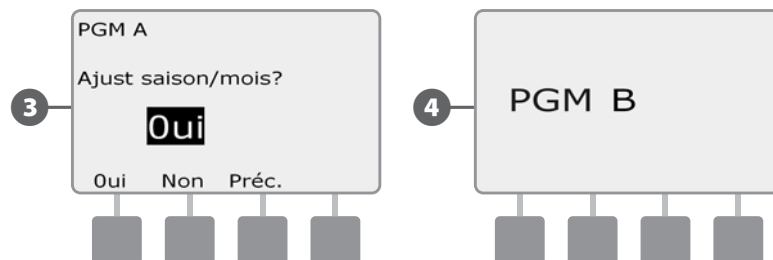 3
PGM A
Ajust saison/mois?
Oui
Oui Non Préc.
4
PGM B